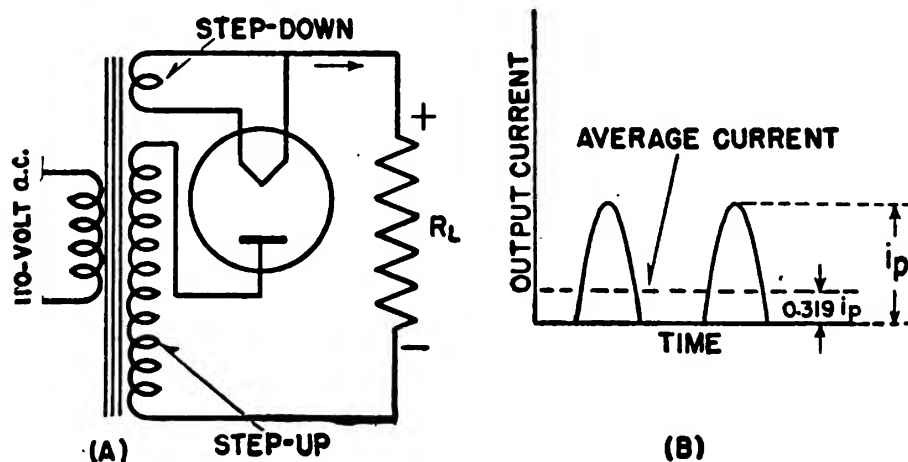 STEP-DOWN
110-VOLT a.c.
+
RL
−
STEP-UP
(A)
OUTPUT CURRENT
AVERAGE CURRENT
ip
0.319 ip
TIME
(B)